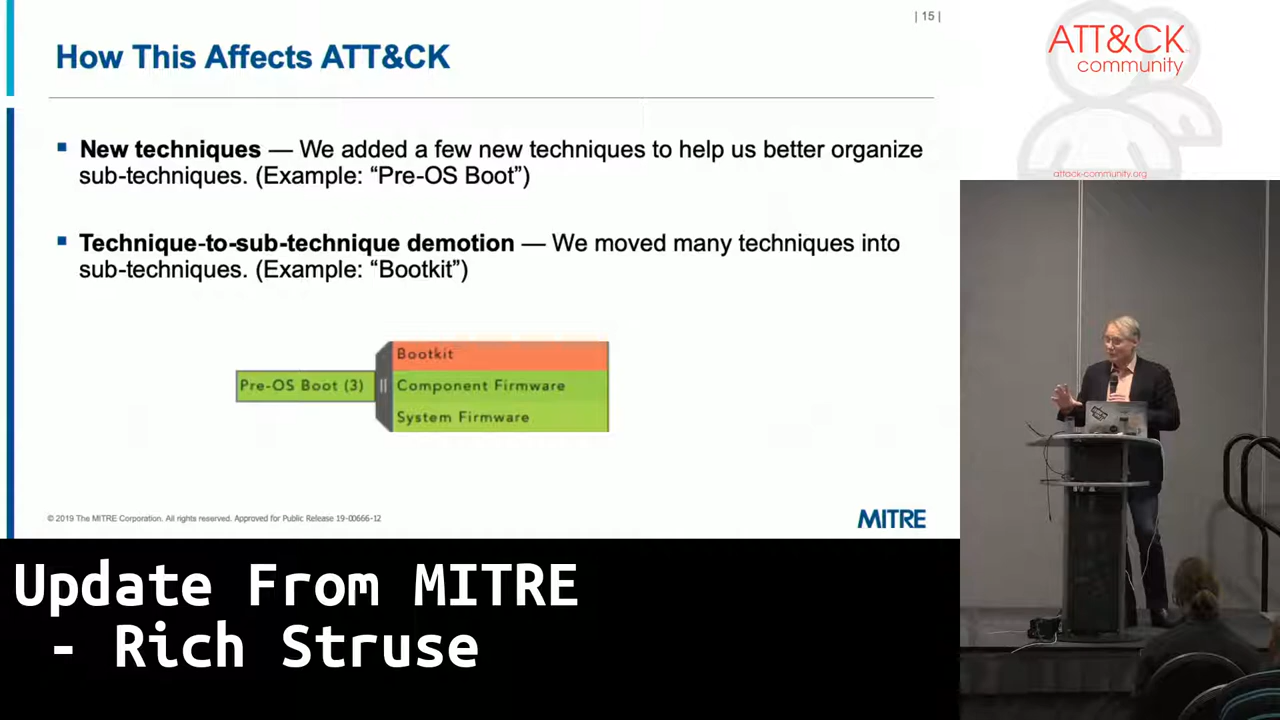 | 15 |
How This Affects ATT&CK
▪ New techniques — We added a few new techniques to help us better organize
sub-techniques. (Example: “Pre-OS Boot”)
▪ Technique-to-sub-technique demotion — We moved many techniques into
sub-techniques. (Example: “Bootkit”)
Bootkit
Pre-OS Boot (3)
||
Component Firmware
System Firmware
© 2019 The MITRE Corporation. All rights reserved. Approved for Public Release 19-00666-12
MITRE
ATT&CK
community
attack-community.org
Update From MITRE
- Rich Struse